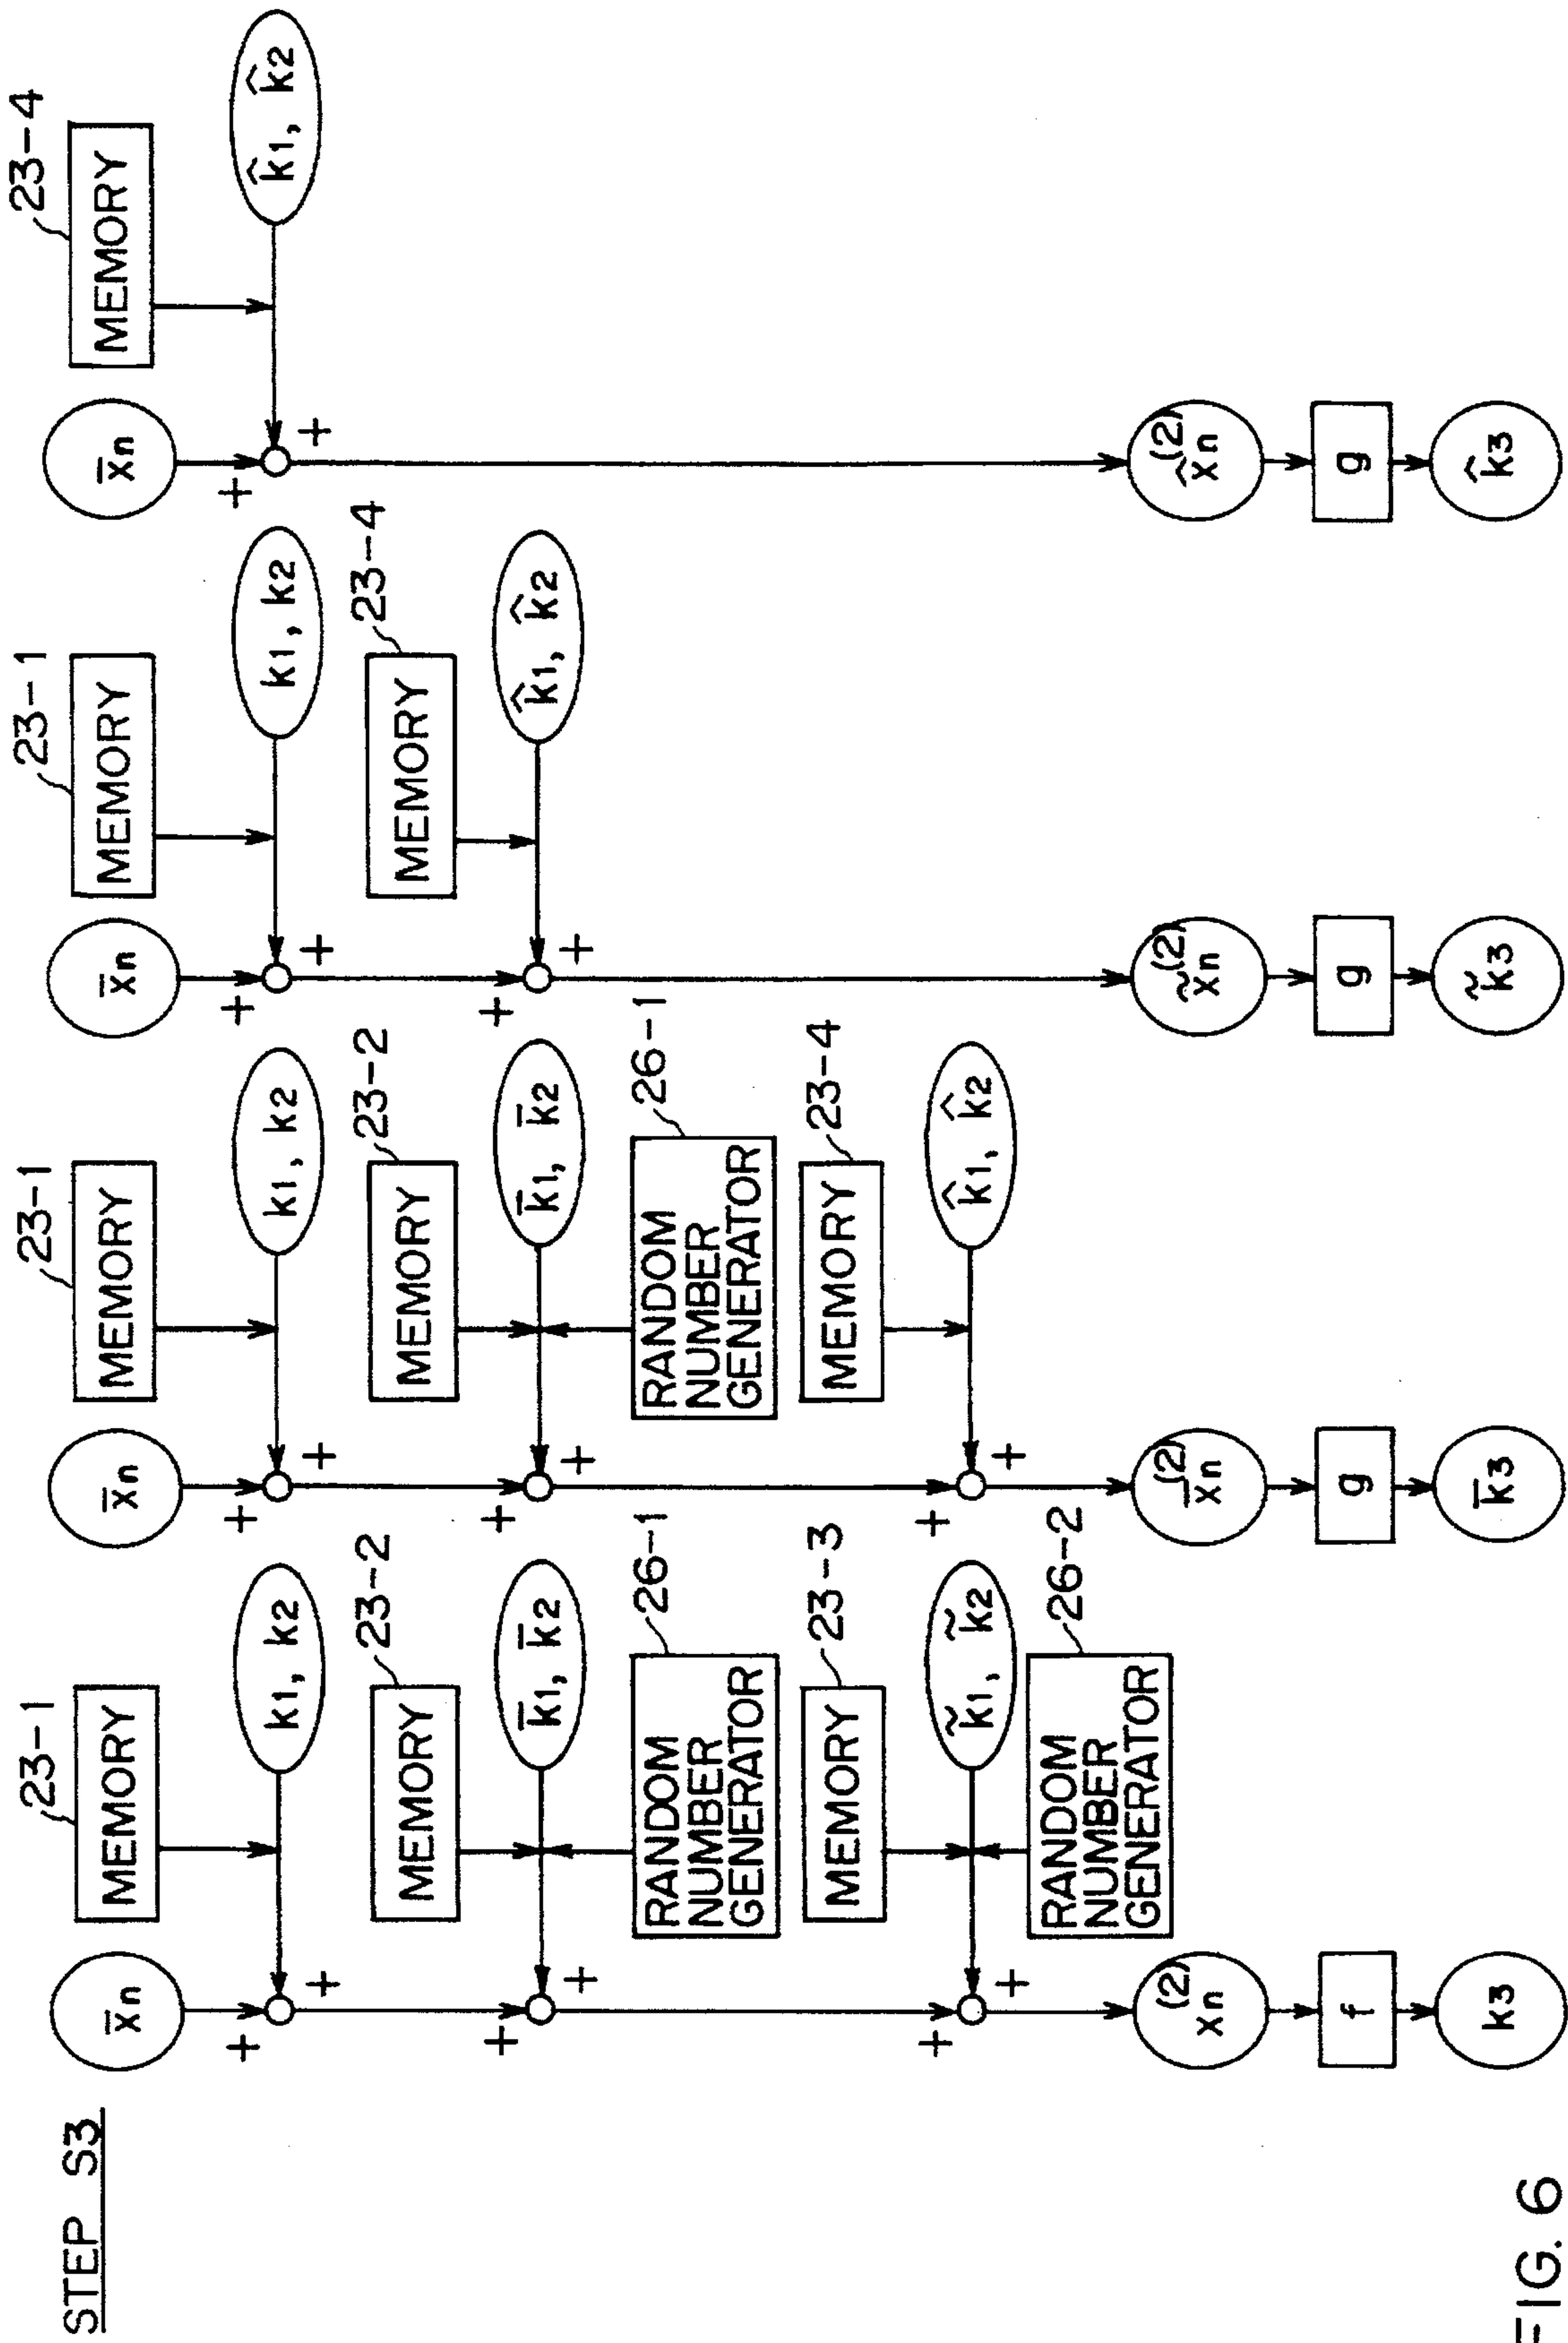 STEP S3
x̄n
23-1
MEMORY
k1, k2
+
+
23-2
MEMORY
k̄1, k̄2
+
+
26-1
RANDOM
NUMBER
GENERATOR
23-3
MEMORY
k̃1, k̃2
+
+
26-2
RANDOM
NUMBER
GENERATOR
xn(2)
f
k3
x̄n
23-1
MEMORY
k1, k2
+
+
23-2
MEMORY
k̄1, k̄2
+
+
26-1
RANDOM
NUMBER
GENERATOR
23-4
MEMORY
k̂1, k̂2
+
+
x̄n(2)
g
k̄3
x̄n
23-1
MEMORY
k1, k2
+
+
23-4
MEMORY
k̂1, k̂2
+
+
x̃n(2)
g
k̃3
x̄n
23-4
MEMORY
k̂1, k̂2
+
+
x̂n(2)
g
k̂3
FIG. 6